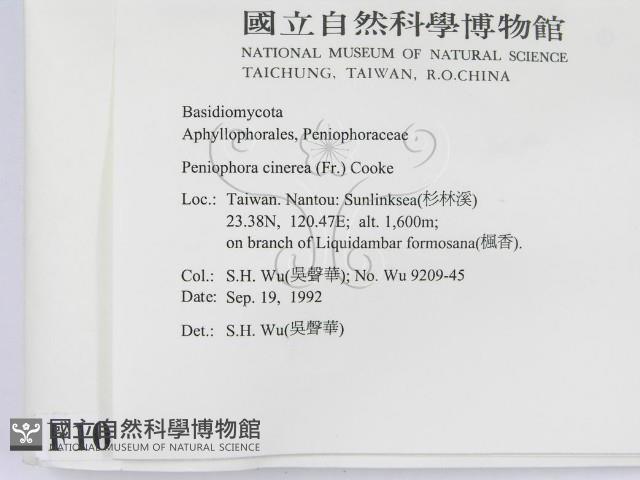 國立自然科學博物館
NATIONAL MUSEUM OF NATURAL SCIENCE
TAICHUNG, TAIWAN, R.O.CHINA
Basidiomycota
Aphyllophorales, Peniophoraceae
Peniophora cinerea (Fr.) Cooke
Loc.: Taiwan. Nantou: Sunlinksea(杉林溪)
23.38N, 120.47E; alt. 1,600m;
on branch of Liquidambar formosana(楓香).
Col.: S.H. Wu(吳聲華); No. Wu 9209-45
Date: Sep. 19, 1992
Det.: S.H. Wu(吳聲華)
國立自然科學博物館
NATIONAL MUSEUM OF NATURAL SCIENCE